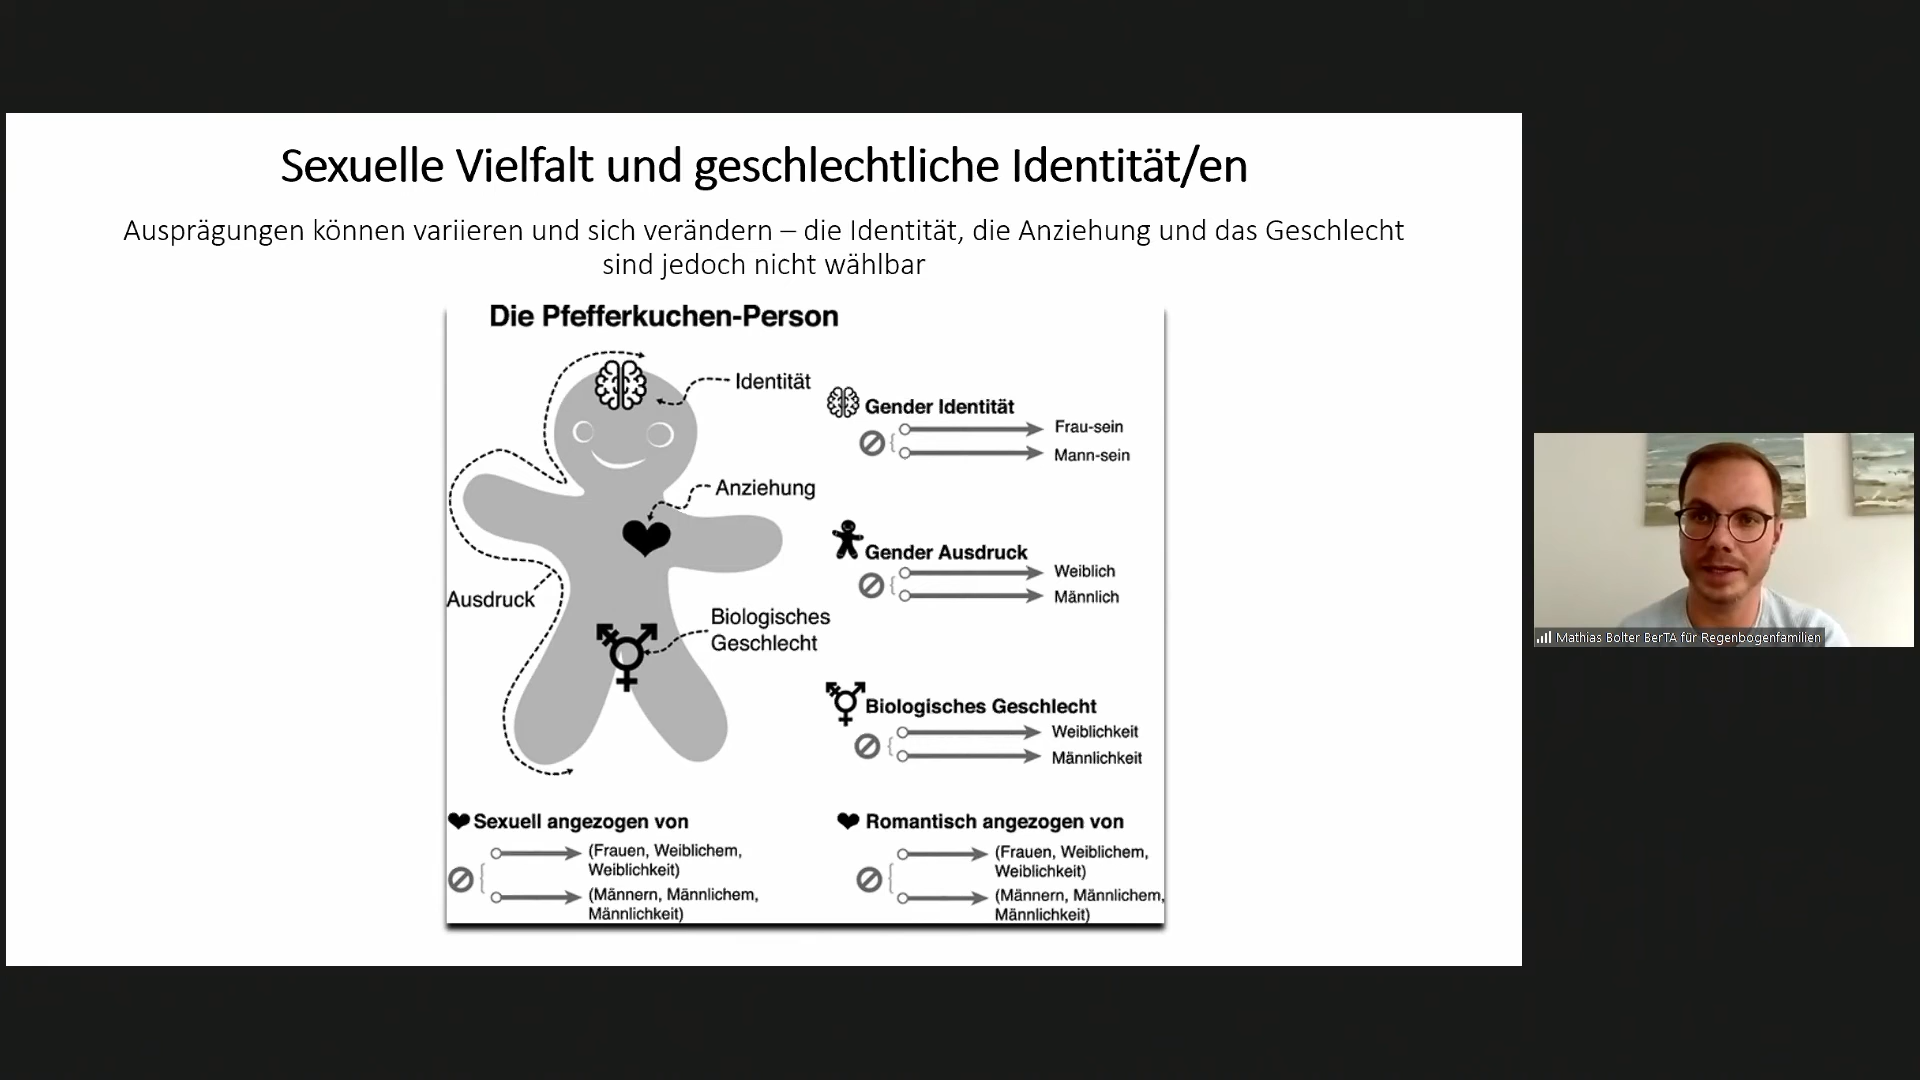 Sexuelle Vielfalt und geschlechtliche Identität/en
Ausprägungen können variieren und sich verändern – die Identität, die Anziehung und das Geschlecht
sind jedoch nicht wählbar
Die Pfefferkuchen-Person
Identität
Anziehung
Ausdruck
Biologisches
Geschlecht
Gender Identität
Frau-sein
Mann-sein
Gender Ausdruck
Weiblich
Männlich
Biologisches Geschlecht
Weiblichkeit
Männlichkeit
Sexuell angezogen von
(Frauen, Weiblichem,
Weiblichkeit)
(Männern, Männlichem,
Männlichkeit)
Romantisch angezogen von
(Frauen, Weiblichem,
Weiblichkeit)
(Männern, Männlichem,
Männlichkeit)
Mathias Bolter BerTA für Regenbogenfamilien